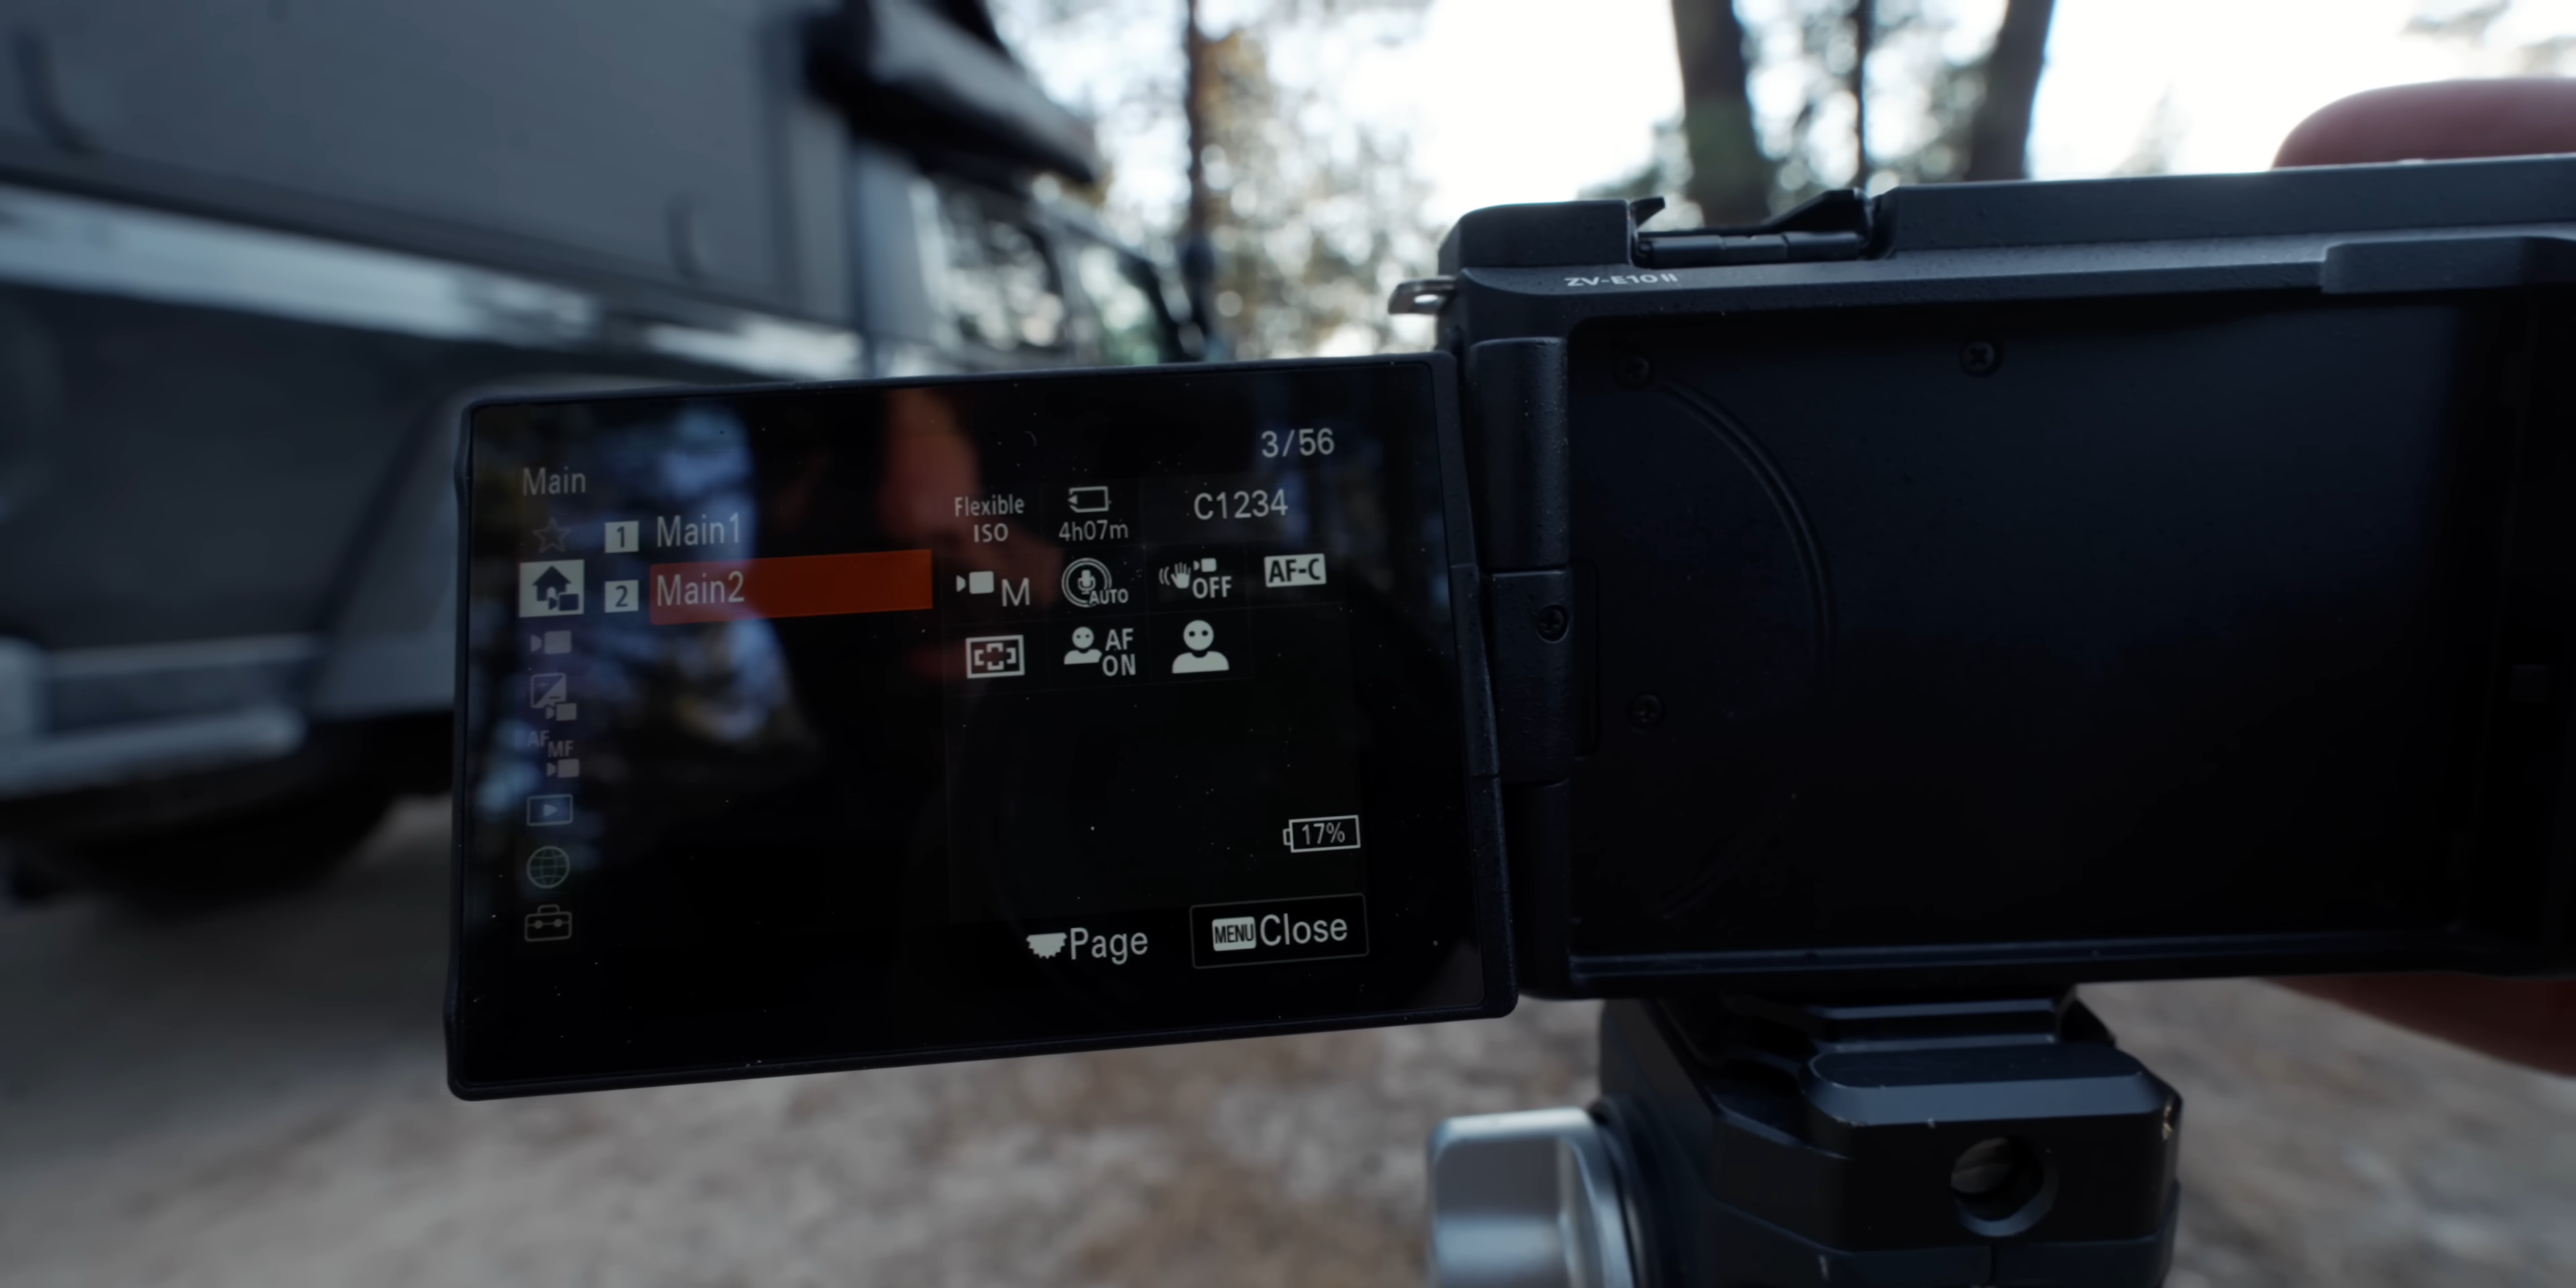 ZV-E10 II
3/56
Main
1 Main1
2 Main2
Flexible
ISO
4h07m
C1234
M
AUTO
OFF
AF-C
AF
ON
AF
MF
17%
Page
MENU Close